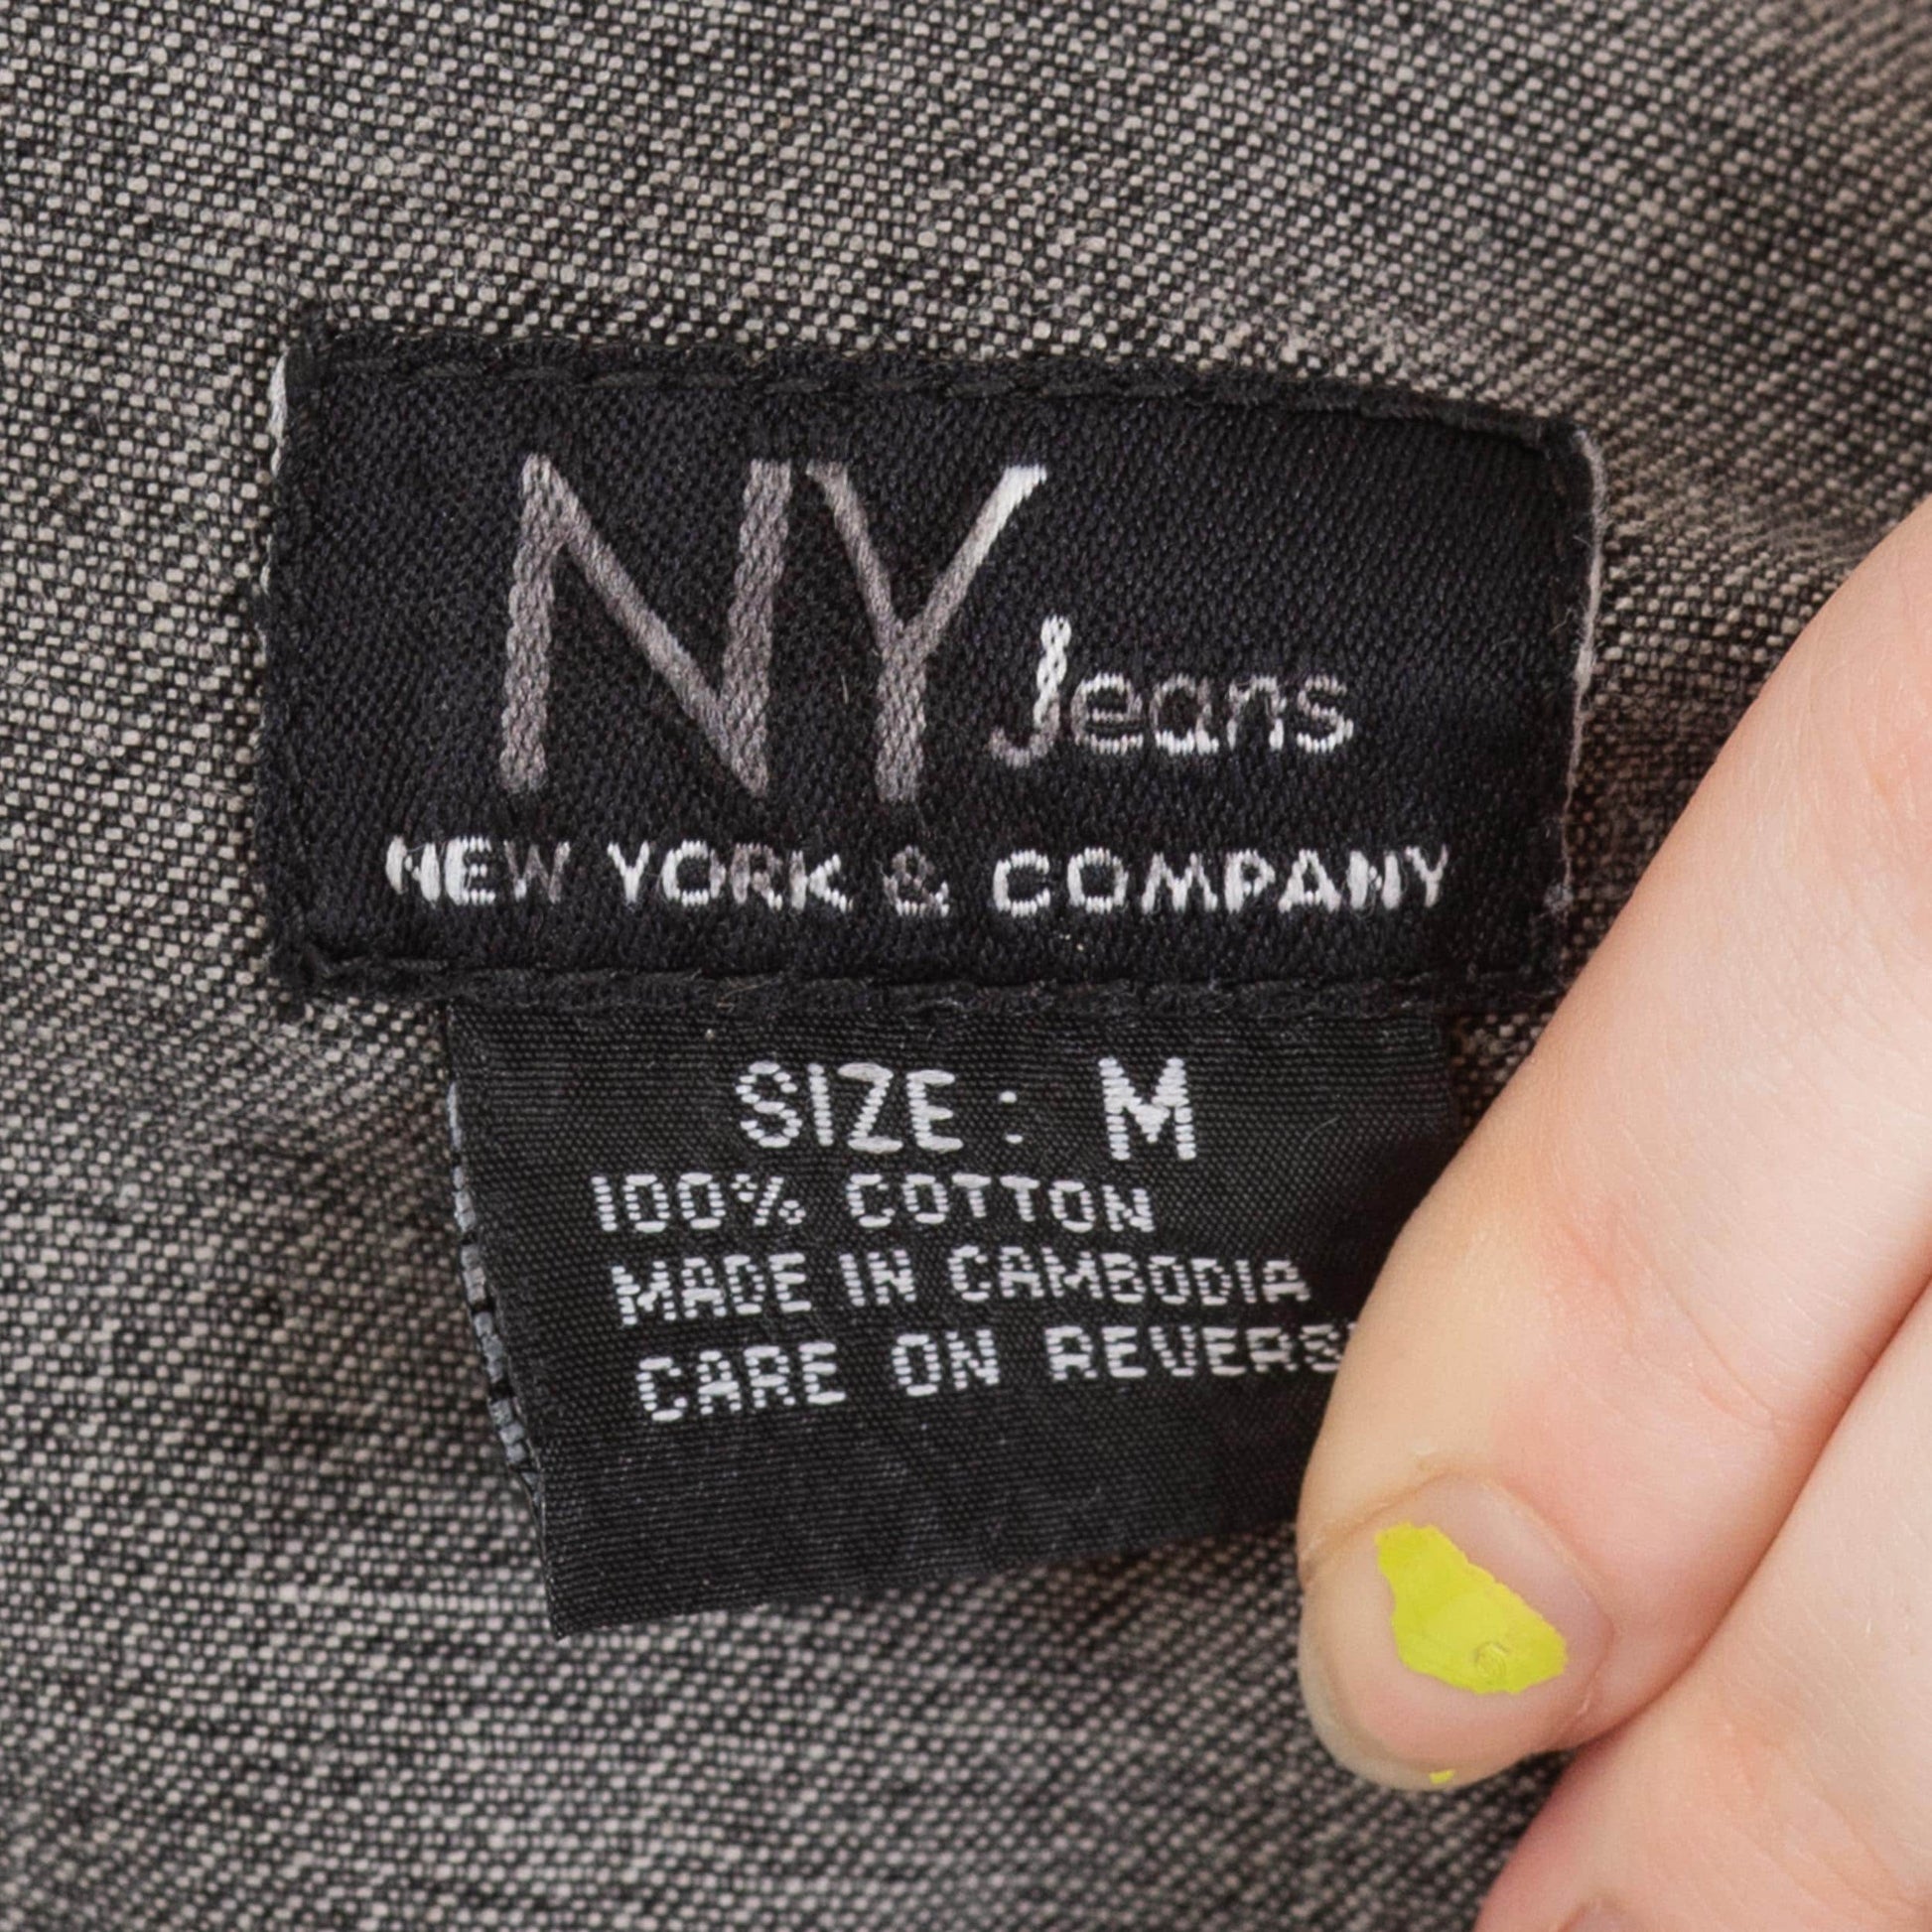 NY Jeans
NEW YORK & COMPANY
SIZE : M
100% COTTON
MADE IN CAMBODIA
CARE ON REVERS